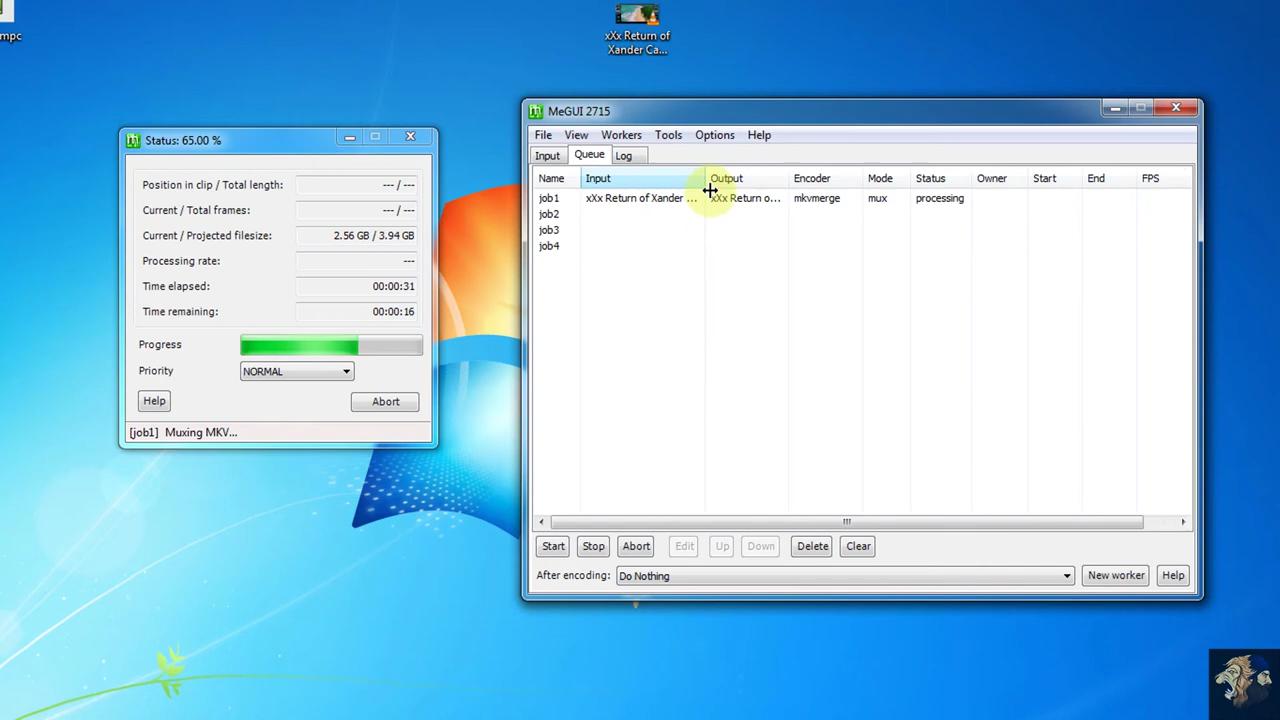 mpc
xXx Return of
Xander Ca...
Status: 65.00 %
Position in clip / Total length: --- / ---
Current / Total frames: --- / ---
Current / Projected filesize: 2.56 GB / 3.94 GB
Processing rate: ---
Time elapsed: 00:00:31
Time remaining: 00:00:16
Progress
Priority NORMAL
Help Abort
[job1] Muxing MKV...
MeGUI 2715
File View Workers Tools Options Help
Input Queue Log
Name Input Output Encoder Mode Status Owner Start End FPS
job1 xXx Return of Xander ... xXx Return o... mkvmerge mux processing
job2
job3
job4
Start Stop Abort Edit Up Down Delete Clear
After encoding: Do Nothing New worker Help